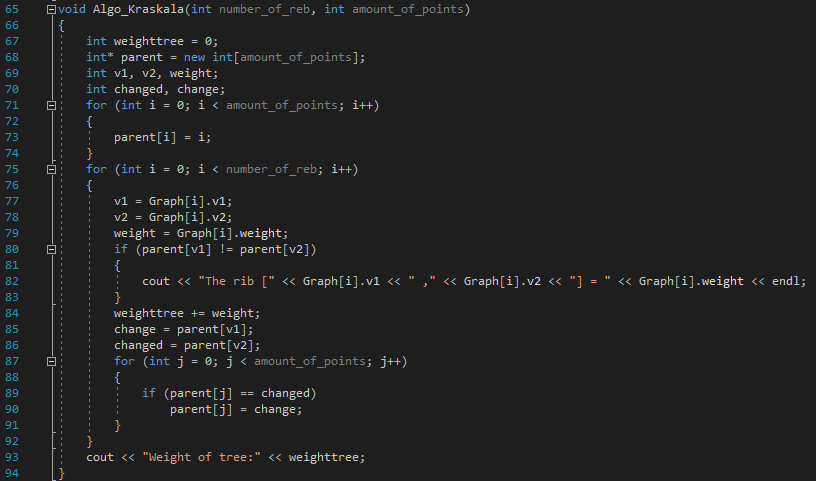 65 void Algo_Kraskala(int number_of_reb, int amount_of_points)
66 {
67 int weighttree = 0;
68 int* parent = new int[amount_of_points];
69 int v1, v2, weight;
70 int changed, change;
71 for (int i = 0; i < amount_of_points; i++)
72 {
73 parent[i] = i;
74 }
75 for (int i = 0; i < number_of_reb; i++)
76 {
77 v1 = Graph[i].v1;
78 v2 = Graph[i].v2;
79 weight = Graph[i].weight;
80 if (parent[v1] != parent[v2])
81 {
82 cout << "The rib [" << Graph[i].v1 << " ," << Graph[i].v2 << "] = " << Graph[i].weight << endl;
83 }
84 weighttree += weight;
85 change = parent[v1];
86 changed = parent[v2];
87 for (int j = 0; j < amount_of_points; j++)
88 {
89 if (parent[j] == changed)
90 parent[j] = change;
91 }
92 }
93 cout << "Weight of tree:" << weighttree;
94 }